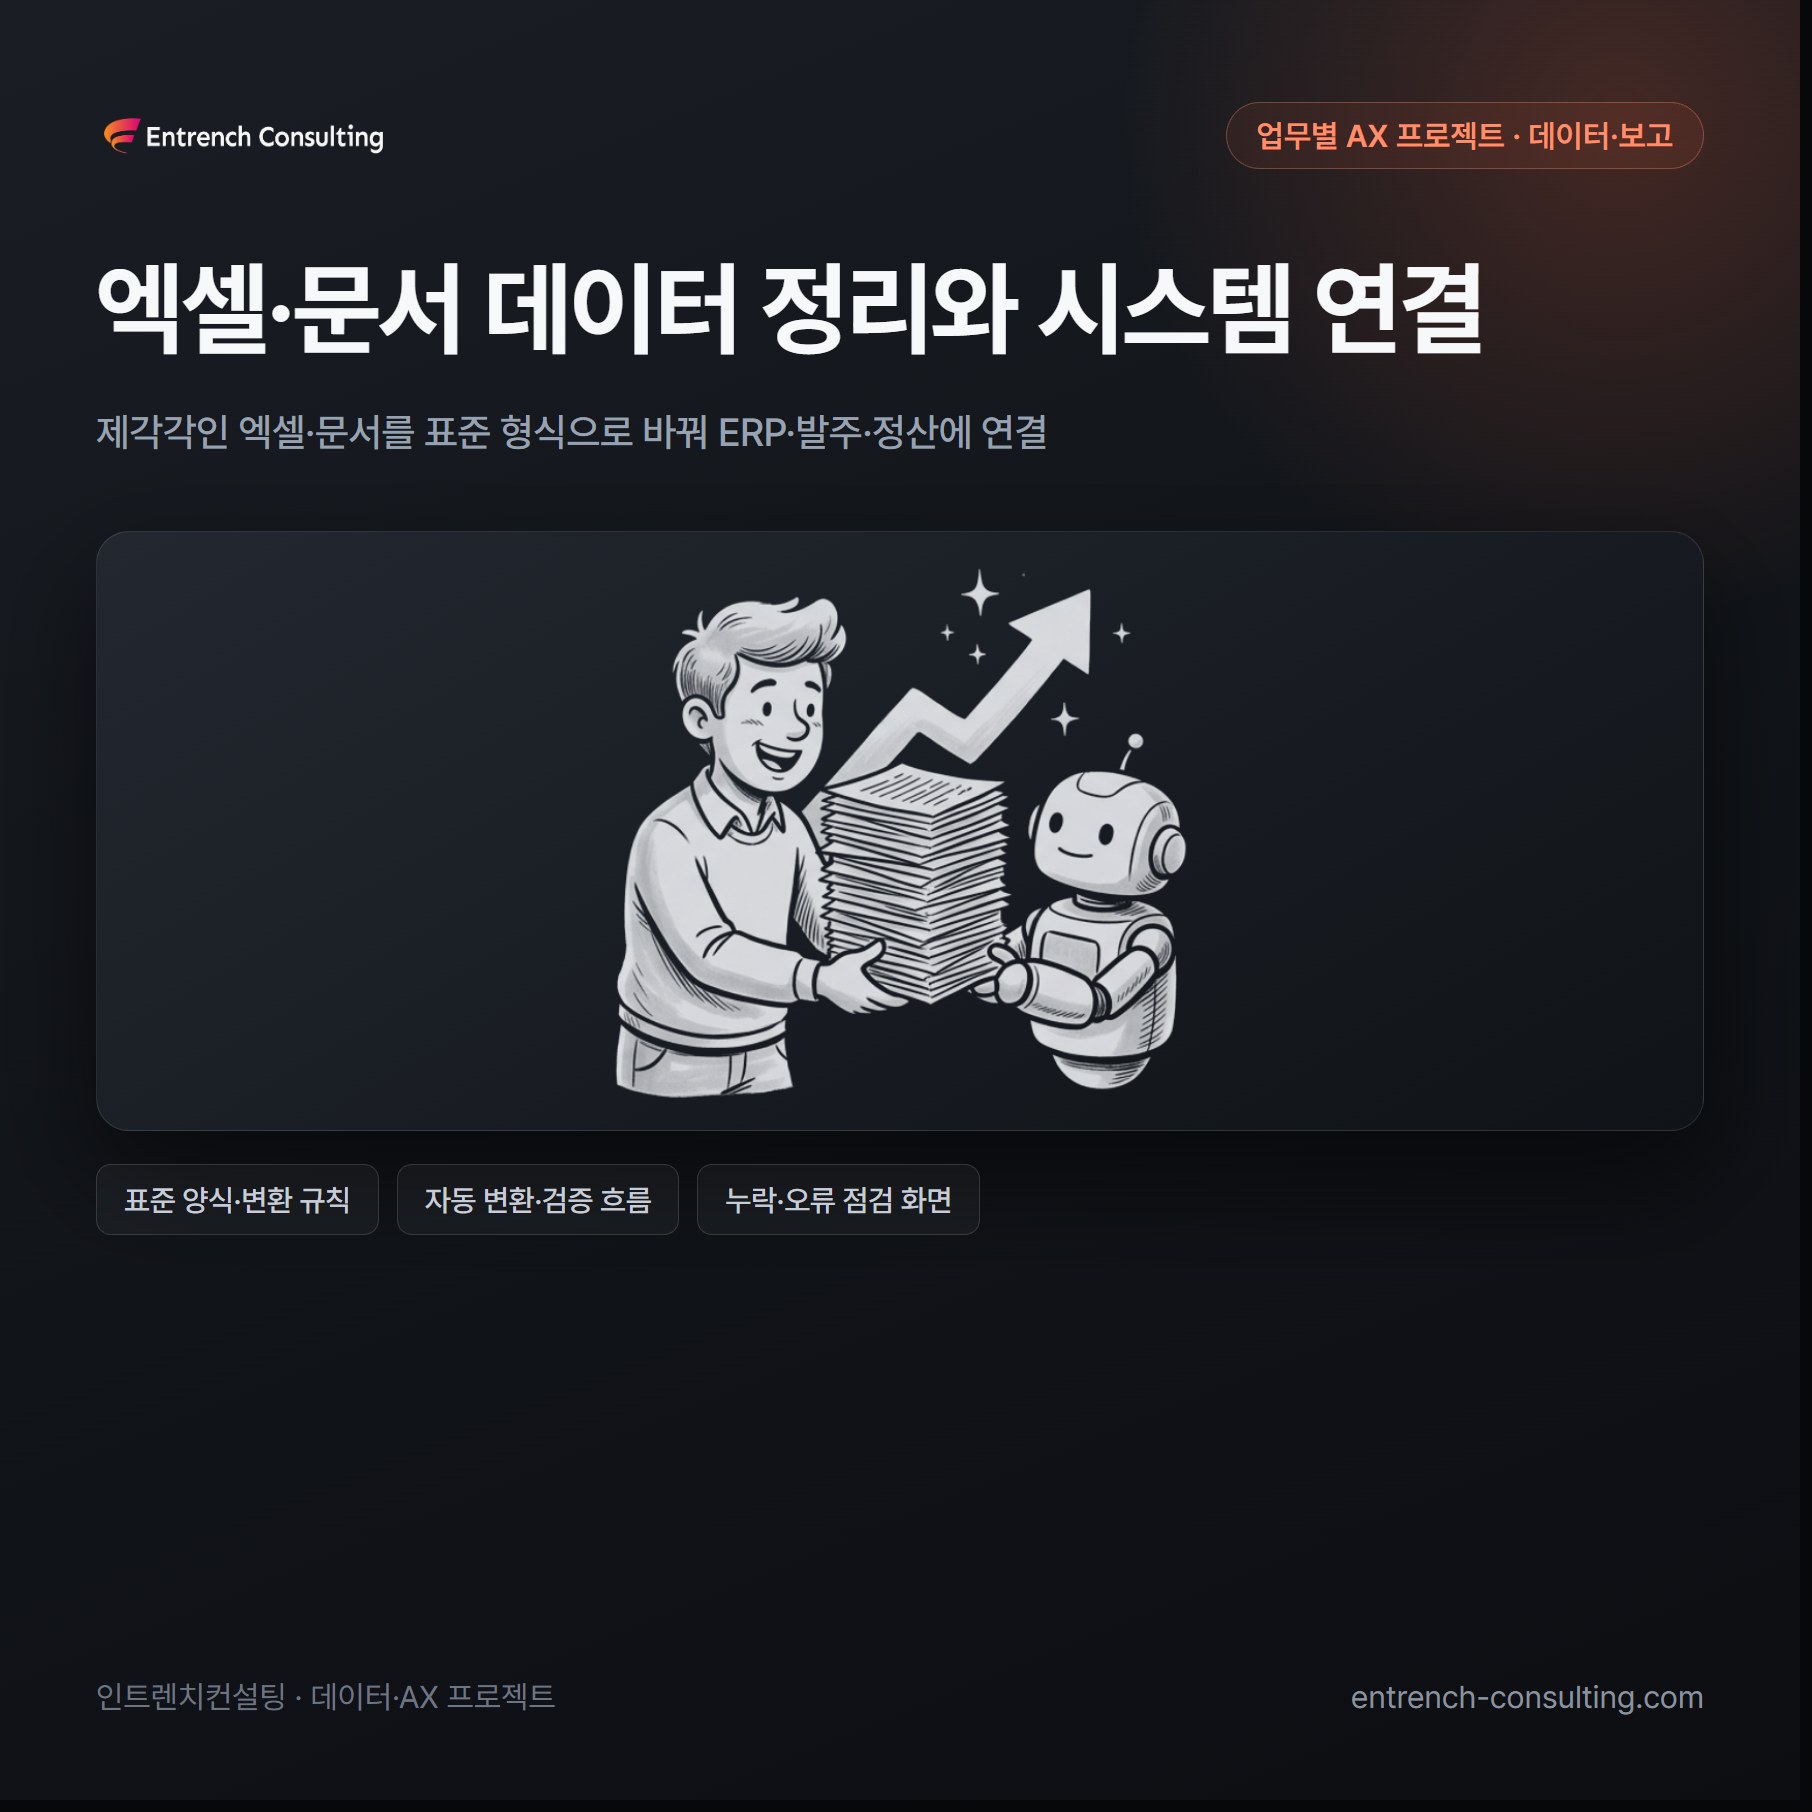 Entrench Consulting
업무별 AX 프로젝트 · 데이터·보고
엑셀·문서 데이터 정리와 시스템 연결
제각각인 엑셀·문서를 표준 형식으로 바꿔 ERP·발주·정산에 연결
표준 양식·변환 규칙
자동 변환·검증 흐름
누락·오류 점검 화면
인트렌치컨설팅 · 데이터·AX 프로젝트
entrench-consulting.com